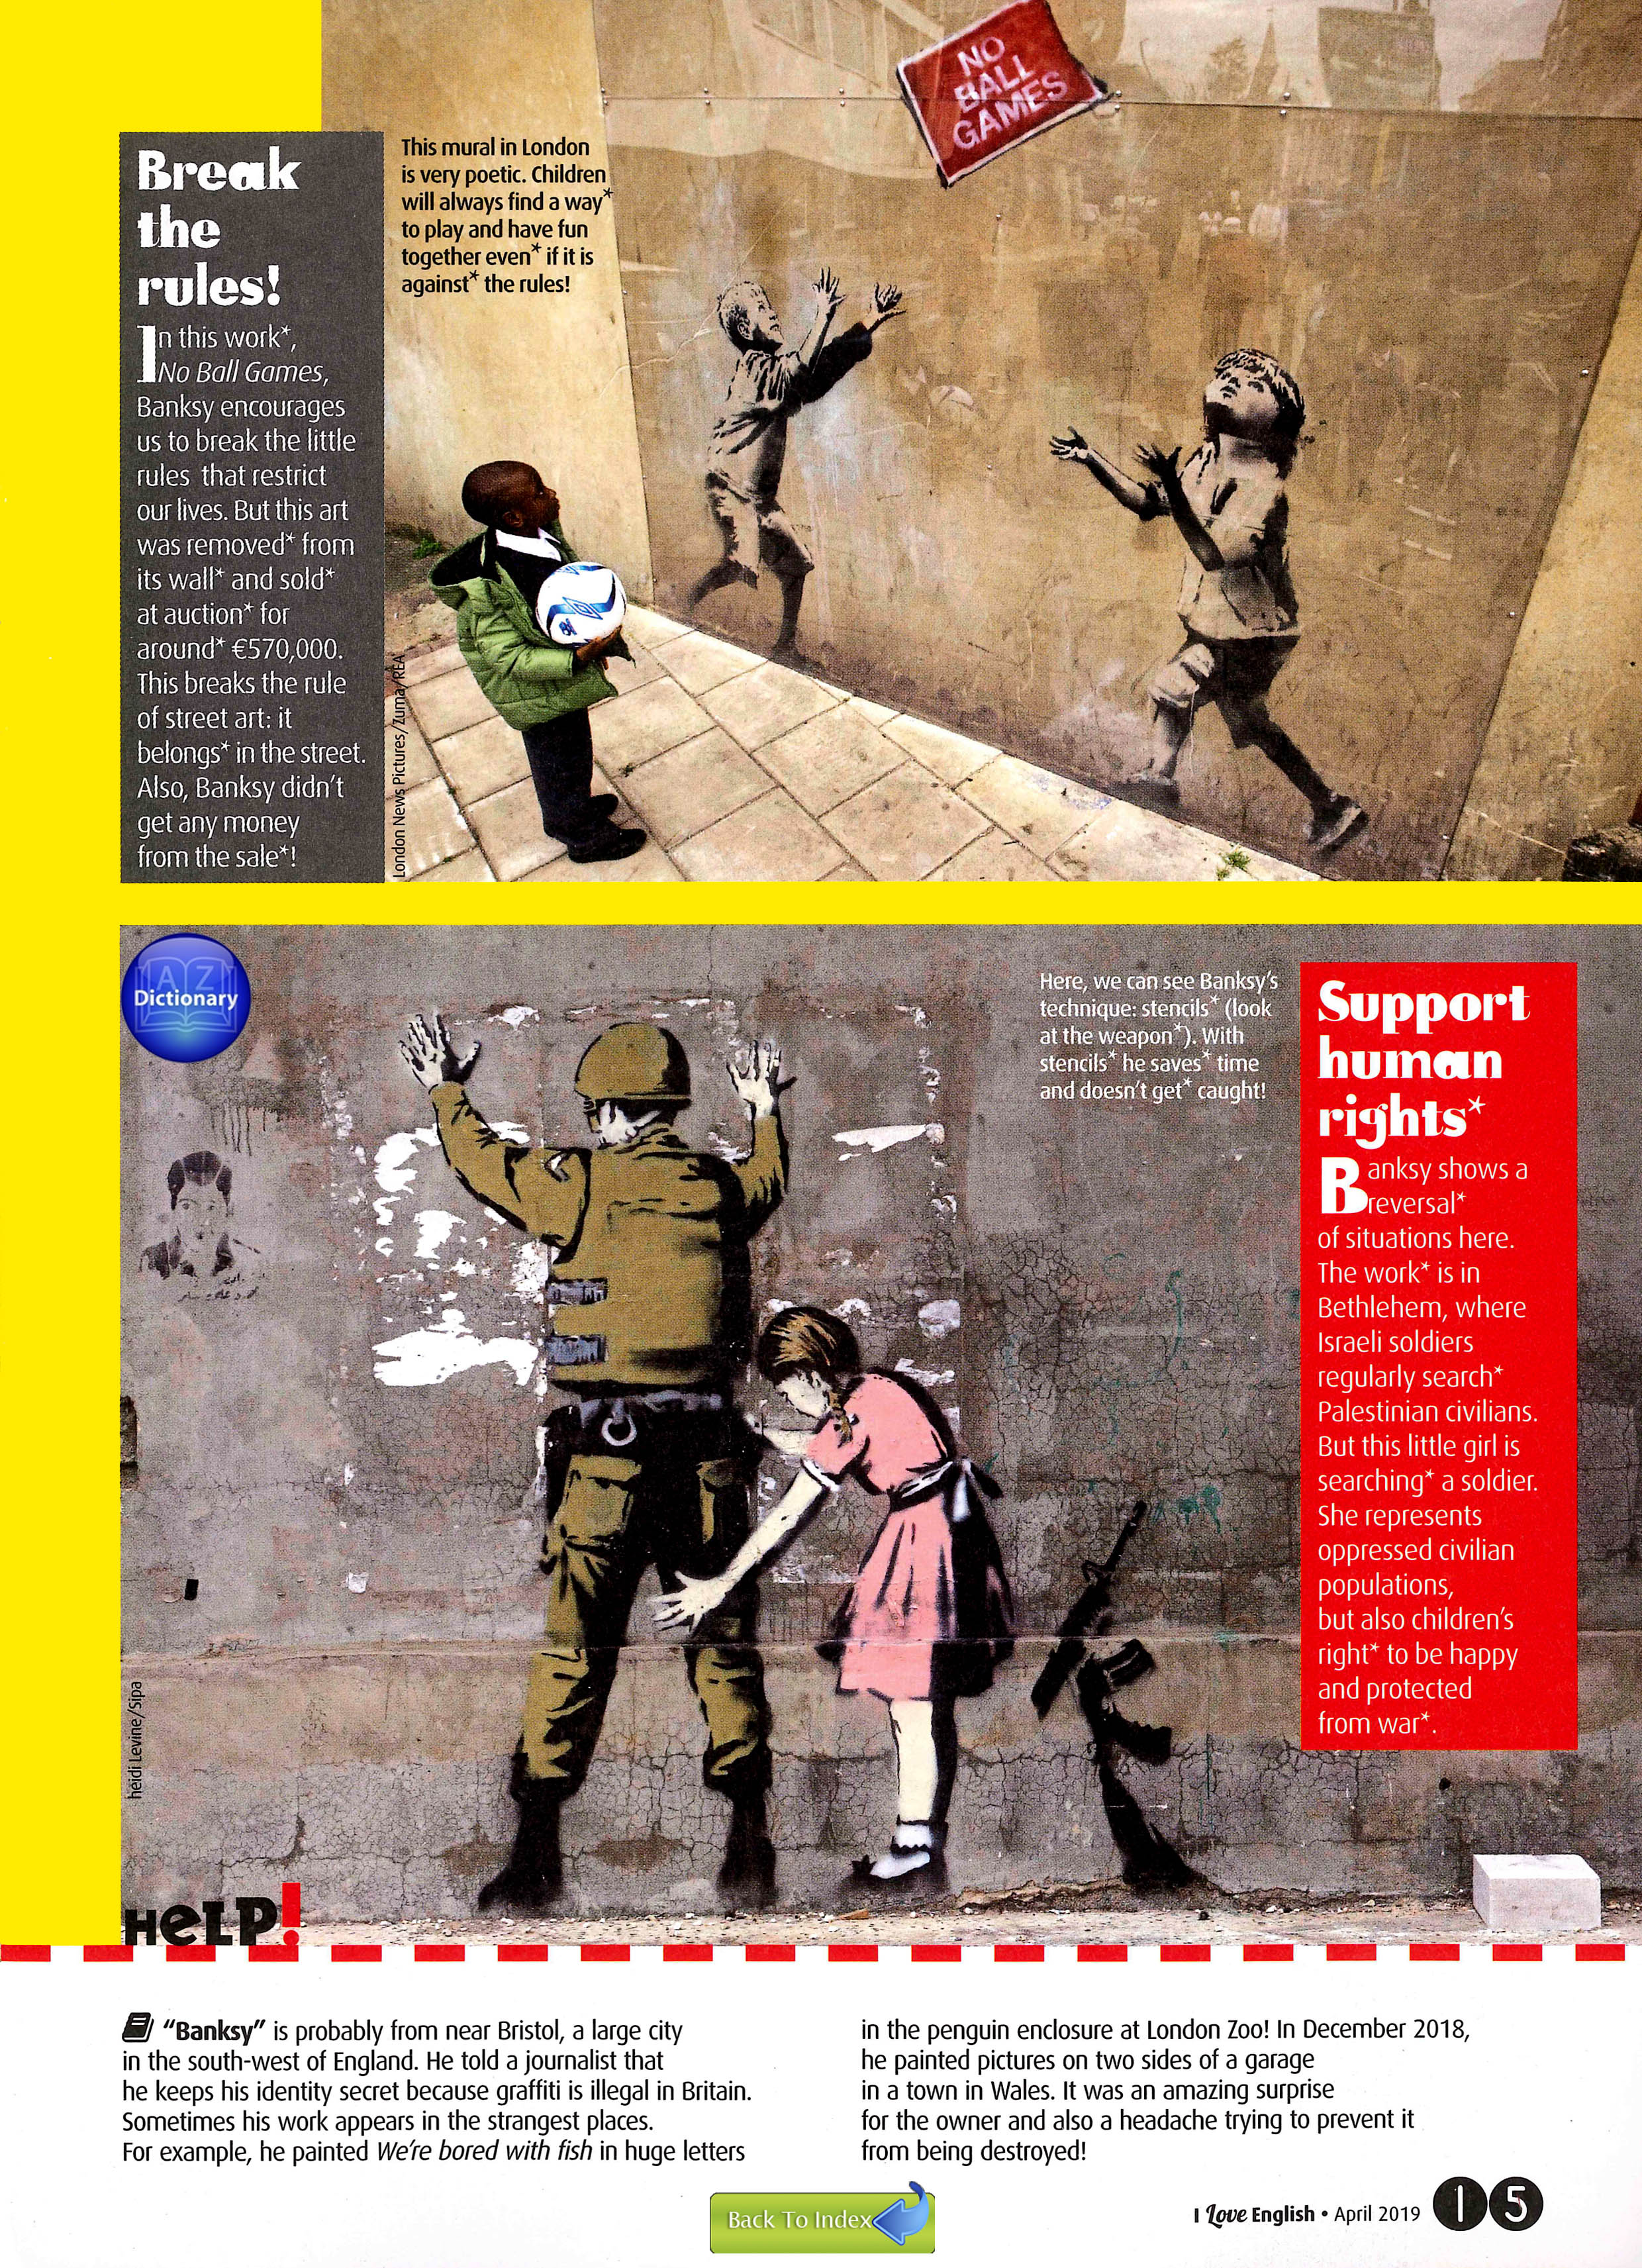 NO
BALL
GAMES
Break
the
rules!
In this work*,
No Ball Games,
Banksy encourages
us to break the little
rules that restrict
our lives. But this art
was removed* from
its wall* and sold*
at auction* for
around* €570,000.
This breaks the rule
of street art: it
belongs* in the street.
Also, Banksy didn't
get any money
from the sale*!
This mural in London
is very poetic. Children
will always find a way*
to play and have fun
together even* if it is
against* the rules!
London News Pictures/Zuma/REA
A Z
Dictionary
Here, we can see Banksy's
technique: stencils* (look
at the weapon*). With
stencils* he saves* time
and doesn't get* caught!
Support
human
rights*
Banksy shows a
reversal*
of situations here.
The work* is in
Bethlehem, where
Israeli soldiers
regularly search*
Palestinian civilians.
But this little girl is
searching* a soldier.
She represents
oppressed civilian
populations,
but also children's
right* to be happy
and protected
from war*.
heidi Levine/Sipa
HELP!
"Banksy" is probably from near Bristol, a large city
in the south-west of England. He told a journalist that
he keeps his identity secret because graffiti is illegal in Britain.
Sometimes his work appears in the strangest places.
For example, he painted We're bored with fish in huge letters
in the penguin enclosure at London Zoo! In December 2018,
he painted pictures on two sides of a garage
in a town in Wales. It was an amazing surprise
for the owner and also a headache trying to prevent it
from being destroyed!
Back To Index
I Love English • April 2019 15